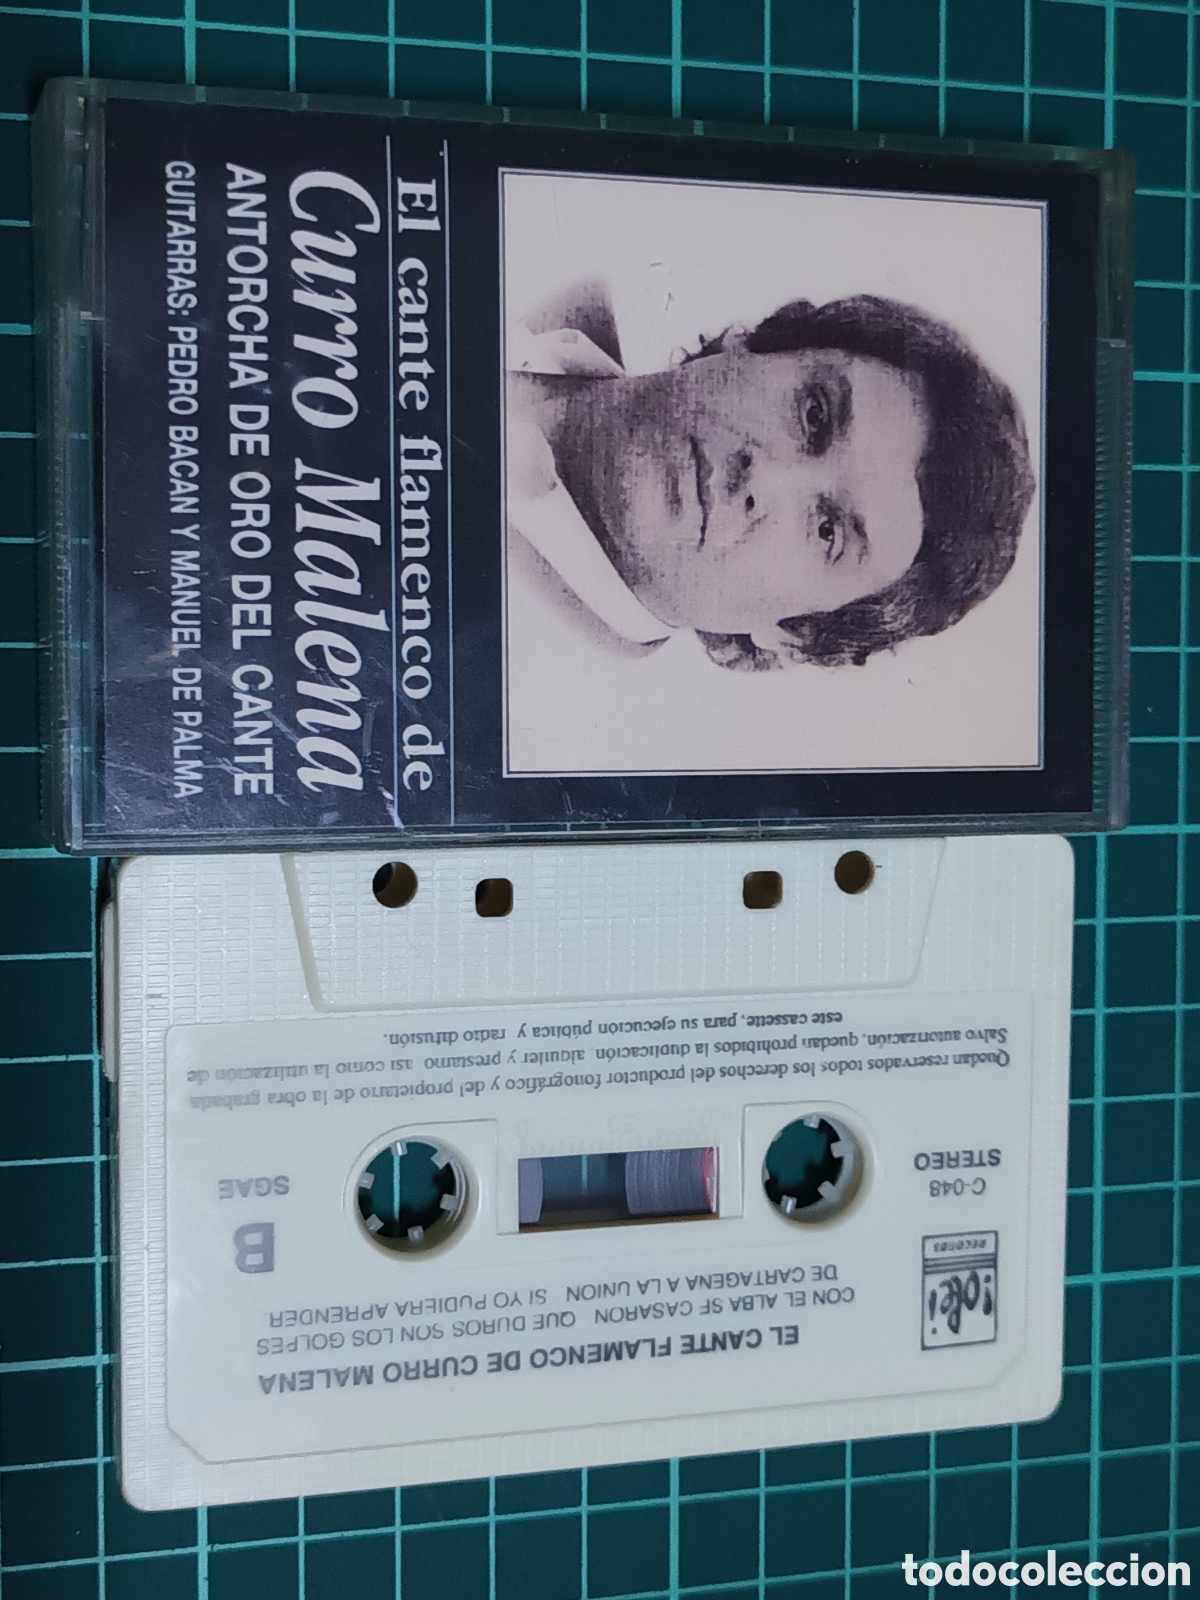 El cante flamenco de
Curro Malena
ANTORCHA DE ORO DEL CANTE
GUITARRAS: PEDRO BACAN Y MANUEL DE PALMA
EL CANTE FLAMENCO DE CURRO MALENA
CON EL ALBA SE CASARON QUE DUROS SON LOS GOLPES
DE CARTAGENA A LA UNION SI YO PUDIERA APRENDER.
¡Olé!
RECORDS
C-048
STEREO
B
SGAE
Quedan reservados todos los derechos del productor fonográfico y del propietario de la obra grabada
Salvo autorización, quedan prohibidos la duplicación, alquiler y préstamo así como la utilización de
este cassette, para su ejecución pública y radio difusión.
todocoleccion